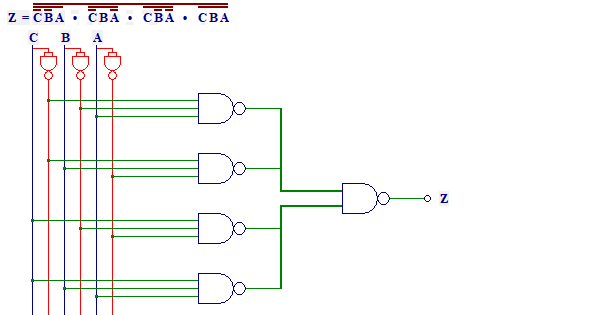 Z = CBA · CBA · CBA · CBA
C B A
Z